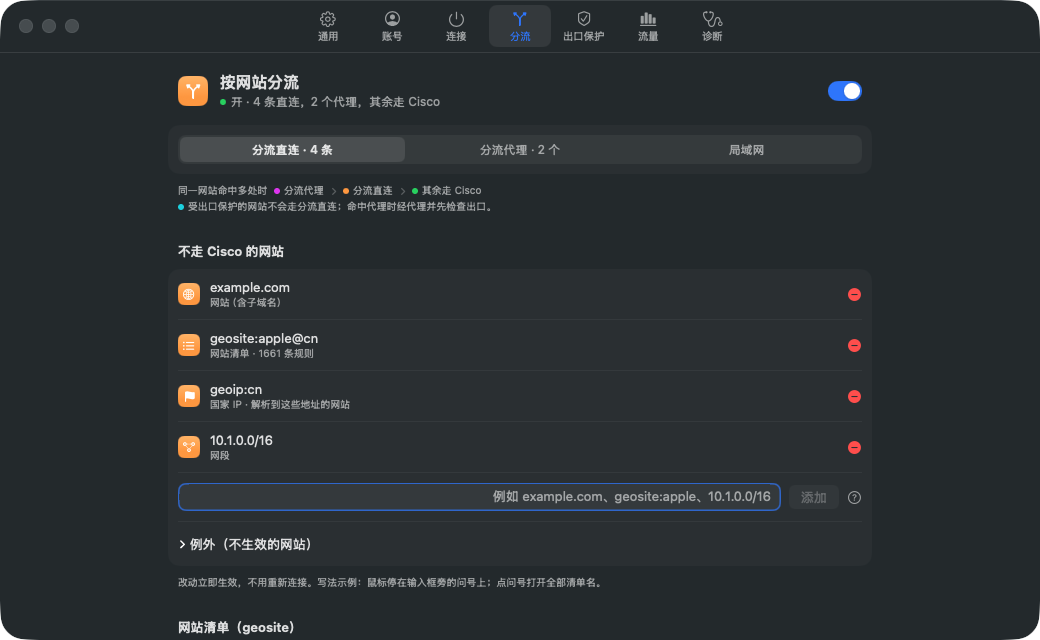 通用 账号 连接 分流 出口保护 流量 诊断
按网站分流
开 · 4 条直连，2 个代理，其余走 Cisco
分流直连 · 4 条 分流代理 · 2 个 局域网
同一网站命中多处时 分流代理 分流直连 其余走 Cisco
受出口保护的网站不会走分流直连；命中代理时经代理并先检查出口。
不走 Cisco 的网站
example.com
网站 (含子域名)
geosite:apple@cn
网站清单 · 1661 条规则
geoip:cn
国家 IP · 解析到这些地址的网站
10.1.0.0/16
网段
例如 example.com、geosite:apple、10.1.0.0/16 添加 ?
例外（不生效的网站）
改动立即生效，不用重新连接。写法示例：鼠标停在输入框旁的问号上；点问号打开全部清单名。
网站清单（geosite）